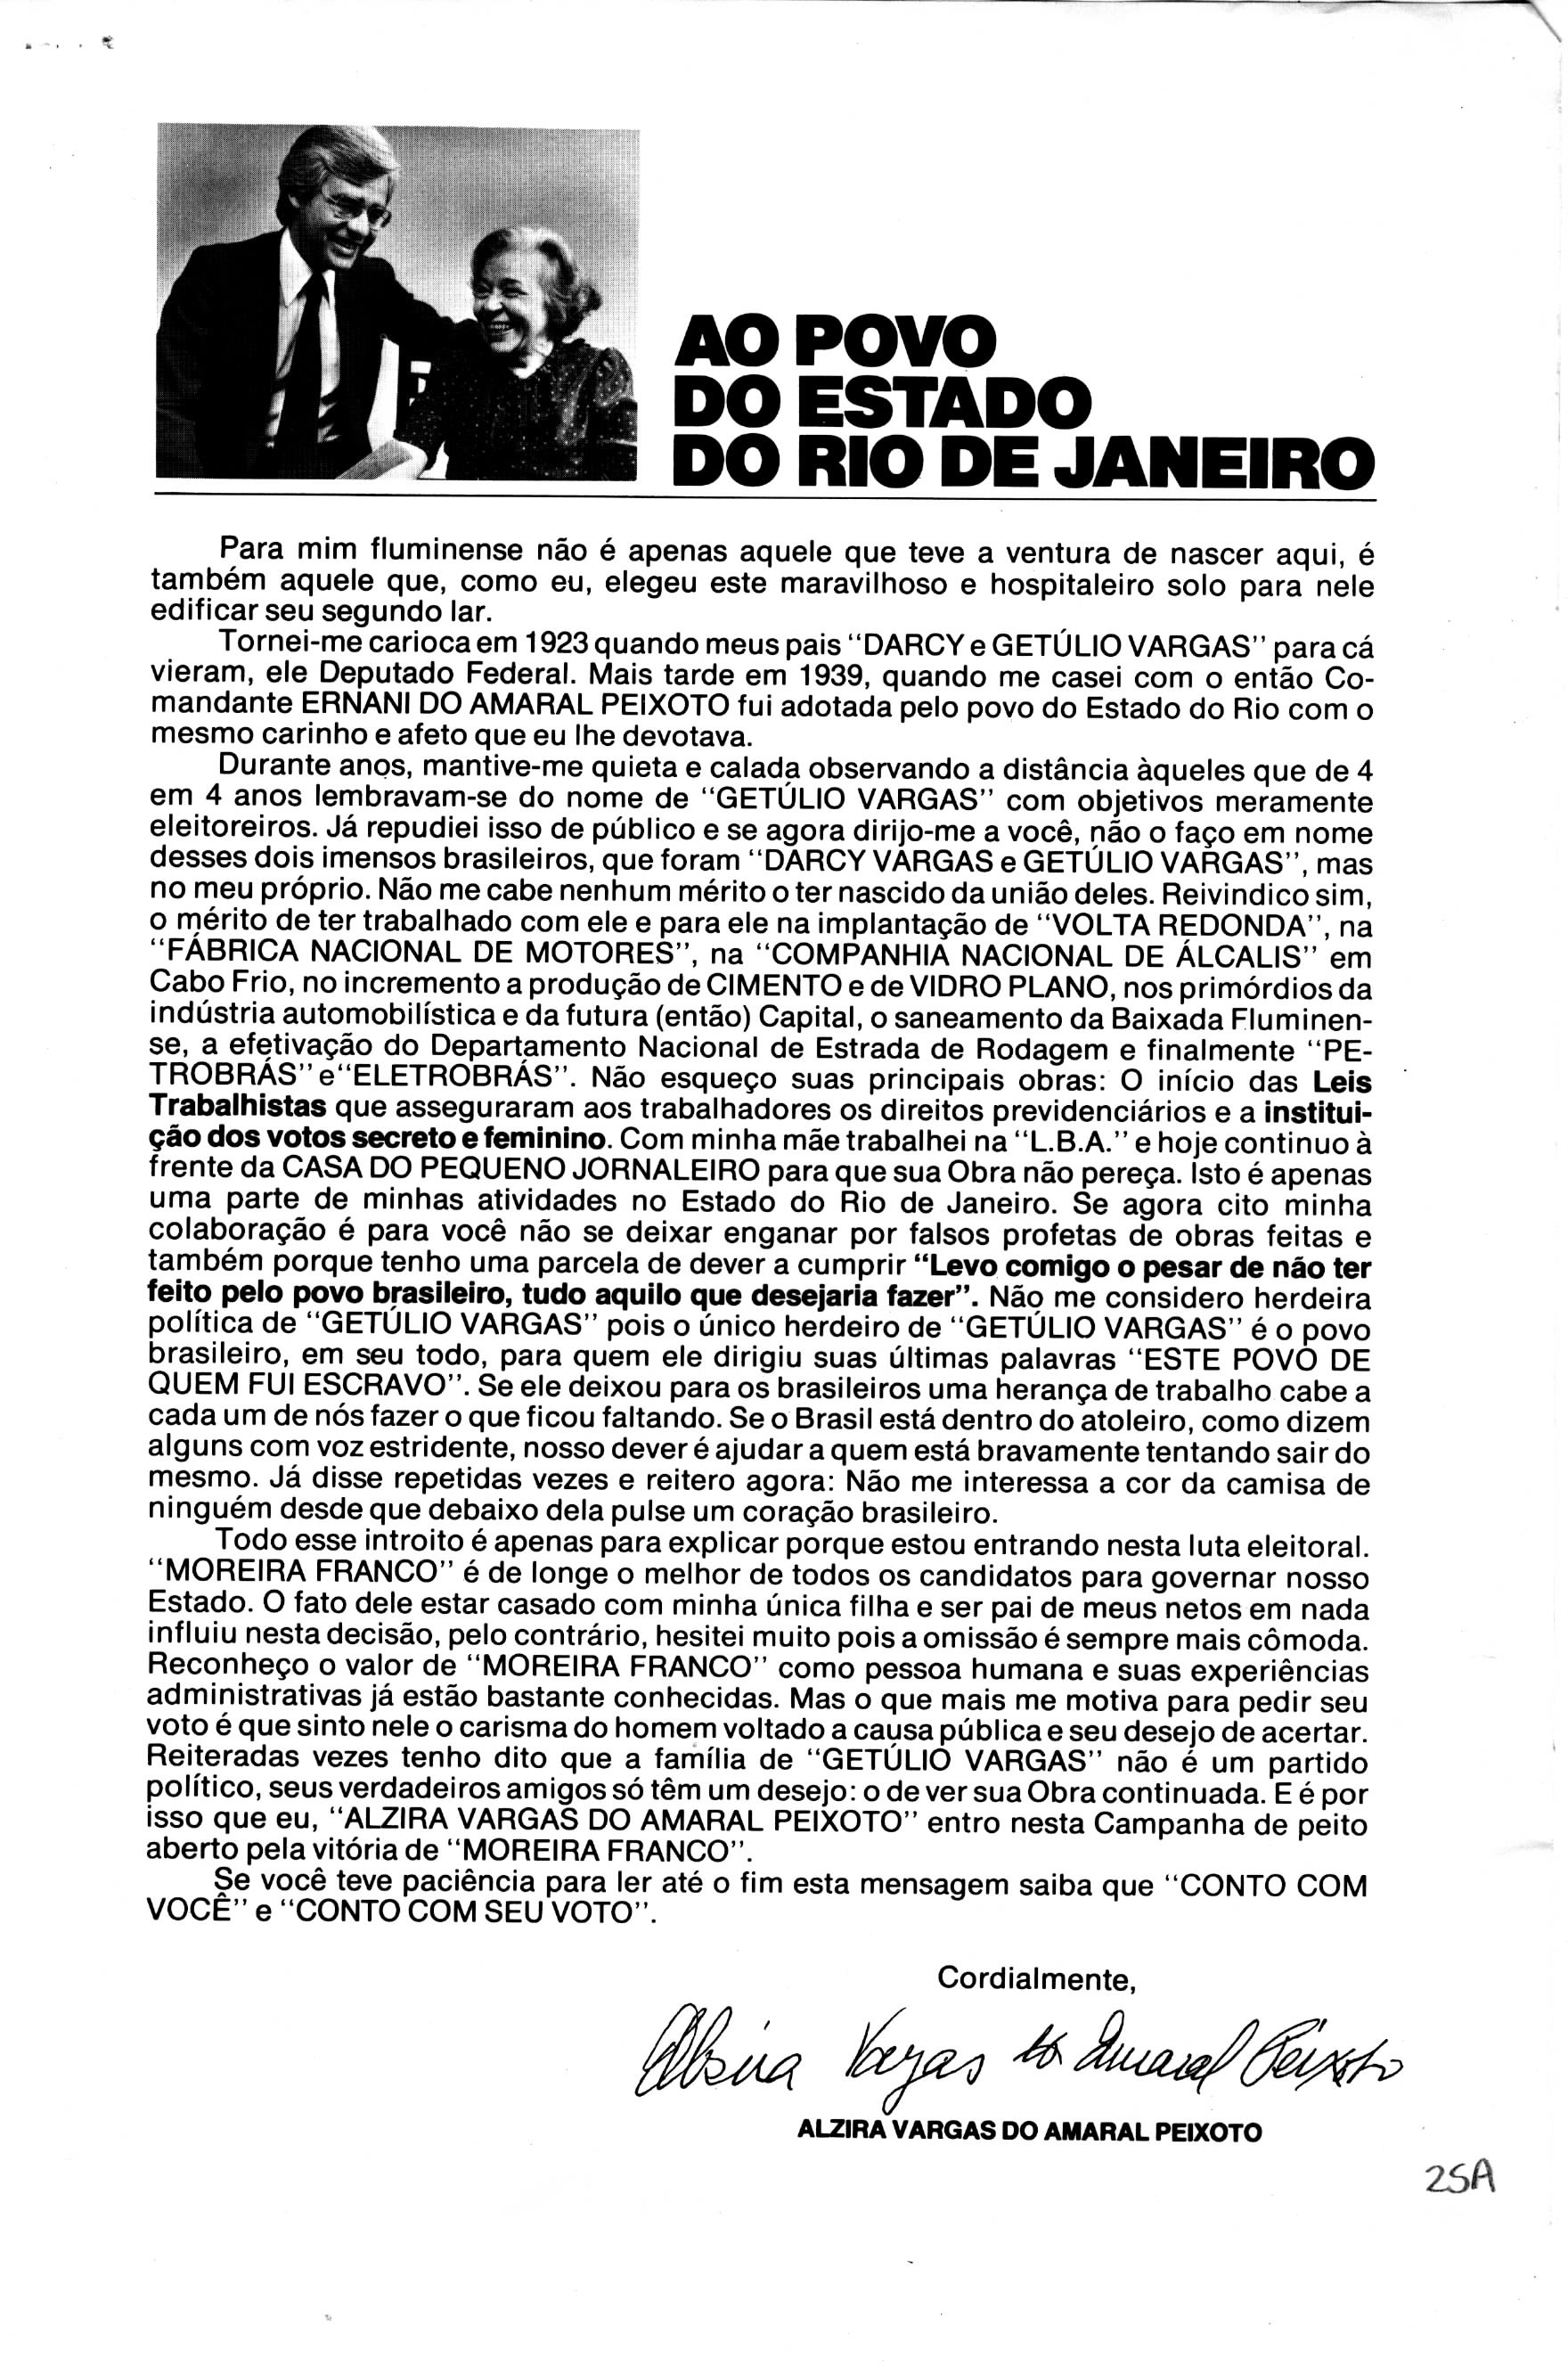 AO POVO
DO ESTADO
DO RIO DE JANEIRO
Para mim fluminense não é apenas aquele que teve a ventura de nascer aqui, é
também aquele que, como eu, elegeu este maravilhoso e hospitaleiro solo para nele
edificar seu segundo lar.
Tornei-me carioca em 1923 quando meus pais "DARCY e GETÚLIO VARGAS" para cá
vieram, ele Deputado Federal. Mais tarde em 1939, quando me casei com o então Co-
mandante ERNANI DO AMARAL PEIXOTO fui adotada pelo povo do Estado do Rio com o
mesmo carinho e afeto que eu lhe devotava.
Durante anos, mantive-me quieta e calada observando a distância àqueles que de 4
em 4 anos lembravam-se do nome de "GETÚLIO VARGAS" com objetivos meramente
eleitoreiros. Já repudiei isso de público e se agora dirijo-me a você, não o faço em nome
desses dois imensos brasileiros, que foram "DARCY VARGAS e GETÚLIO VARGAS", mas
no meu próprio. Não me cabe nenhum mérito o ter nascido da união deles. Reivindico sim,
o mérito de ter trabalhado com ele e para ele na implantação de "VOLTA REDONDA", na
"FÁBRICA NACIONAL DE MOTORES", na "COMPANHIA NACIONAL DE ÁLCALIS" em
Cabo Frio, no incremento a produção de CIMENTO e de VIDRO PLANO, nos primórdios da
indústria automobilística e da futura (então) Capital, o saneamento da Baixada Fluminen-
se, a efetivação do Departamento Nacional de Estrada de Rodagem e finalmente "PE-
TROBRÁS" e "ELETROBRÁS". Não esqueço suas principais obras: O início das Leis
Trabalhistas que asseguraram aos trabalhadores os direitos previdenciários e a institui-
ção dos votos secreto e feminino. Com minha mãe trabalhei na "L.B.A." e hoje continuo à
frente da CASA DO PEQUENO JORNALEIRO para que sua Obra não pereça. Isto é apenas
uma parte de minhas atividades no Estado do Rio de Janeiro. Se agora cito minha
colaboração é para você não se deixar enganar por falsos profetas de obras feitas e
também porque tenho uma parcela de dever a cumprir "Levo comigo o pesar de não ter
feito pelo povo brasileiro, tudo aquilo que desejaria fazer". Não me considero herdeira
política de "GETÚLIO VARGAS" pois o único herdeiro de "GETÚLIO VARGAS" é o povo
brasileiro, em seu todo, para quem ele dirigiu suas últimas palavras "ESTE POVO DE
QUEM FUI ESCRAVO". Se ele deixou para os brasileiros uma herança de trabalho cabe a
cada um de nós fazer o que ficou faltando. Se o Brasil está dentro do atoleiro, como dizem
alguns com voz estridente, nosso dever é ajudar a quem está bravamente tentando sair do
mesmo. Já disse repetidas vezes e reitero agora: Não me interessa a cor da camisa de
ninguém desde que debaixo dela pulse um coração brasileiro.
Todo esse introito é apenas para explicar porque estou entrando nesta luta eleitoral.
"MOREIRA FRANCO" é de longe o melhor de todos os candidatos para governar nosso
Estado. O fato dele estar casado com minha única filha e ser pai de meus netos em nada
influiu nesta decisão, pelo contrário, hesitei muito pois a omissão é sempre mais cômoda.
Reconheço o valor de "MOREIRA FRANCO" como pessoa humana e suas experiências
administrativas já estão bastante conhecidas. Mas o que mais me motiva para pedir seu
voto é que sinto nele o carisma do homem voltado a causa pública e seu desejo de acertar.
Reiteradas vezes tenho dito que a família de "GETÚLIO VARGAS" não é um partido
político, seus verdadeiros amigos só têm um desejo: o de ver sua Obra continuada. E é por
isso que eu, "ALZIRA VARGAS DO AMARAL PEIXOTO" entro nesta Campanha de peito
aberto pela vitória de "MOREIRA FRANCO".
Se você teve paciência para ler até o fim esta mensagem saiba que "CONTO COM
VOCÊ" e "CONTO COM SEU VOTO".
Cordialmente,
Alzira Vargas do Amaral Peixoto
ALZIRA VARGAS DO AMARAL PEIXOTO
25A